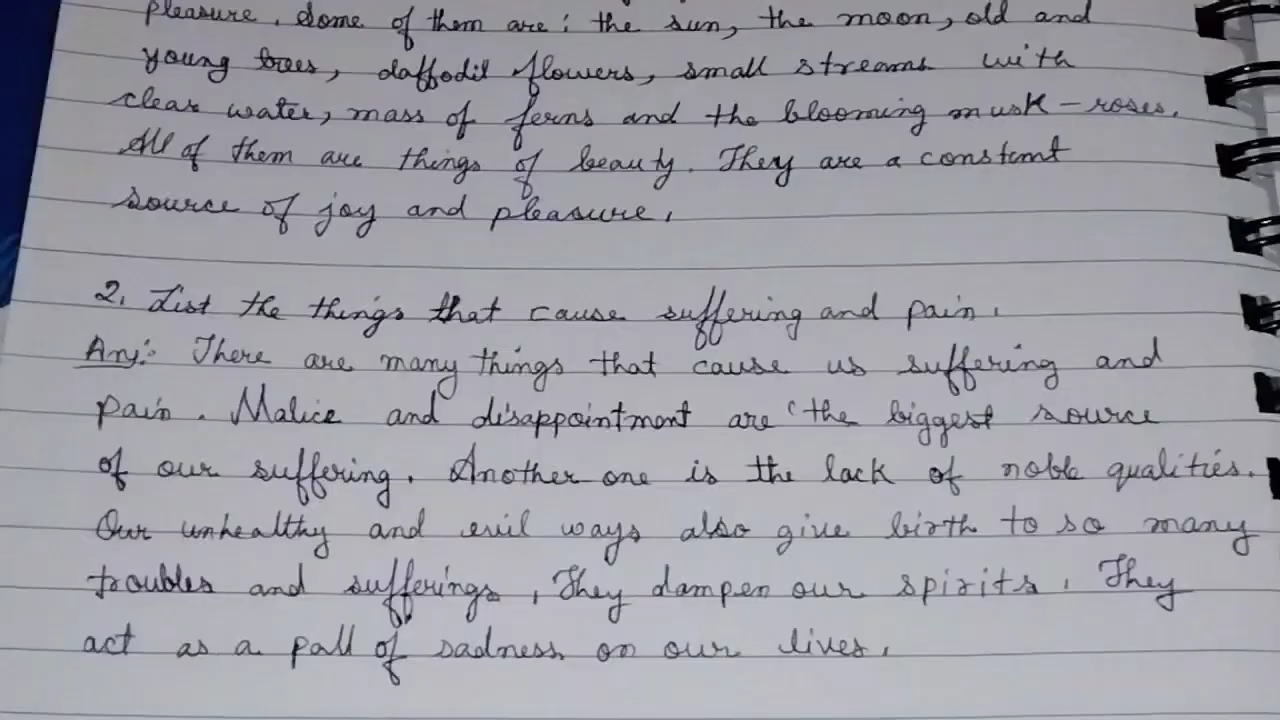 pleasure. Some of them are: the sun, the moon, old and
young trees, daffodil flowers, small streams with
clear water, mass of ferns and the blooming musk-roses.
All of them are things of beauty. They are a constant
source of joy and pleasure.
2. List the things that cause suffering and pain.
Ans: There are many things that cause us suffering and
pain. Malice and disappointment are the biggest source
of our suffering. Another one is the lack of noble qualities.
Our unhealthy and evil ways also give birth to so many
troubles and sufferings. They dampen our spirits. They
act as a pall of sadness on our lives.